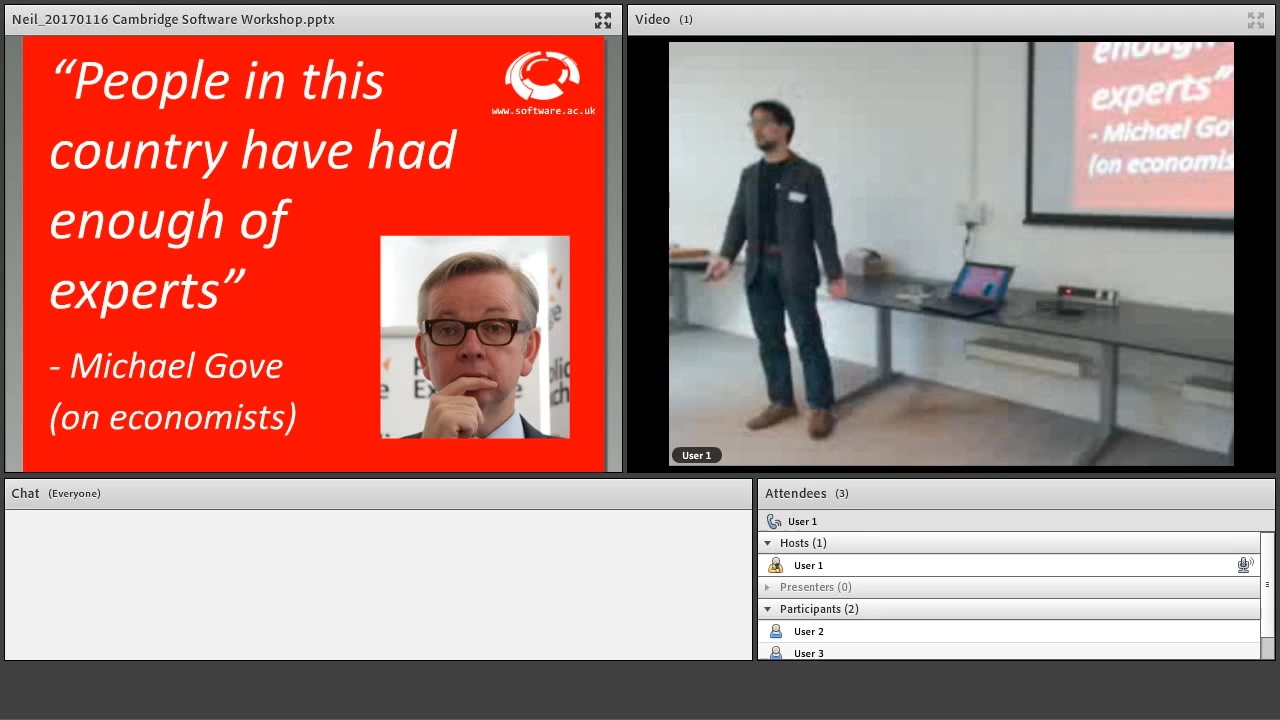 Neil_20170116 Cambridge Software Workshop.pptx
“People in this
country have had
enough of
experts”
- Michael Gove
(on economists)
www.software.ac.uk
Video (1)
enough
experts”
- Michael Go
(on economis
User 1
Chat (Everyone)
Attendees (3)
User 1
Hosts (1)
User 1
Presenters (0)
Participants (2)
User 2
User 3